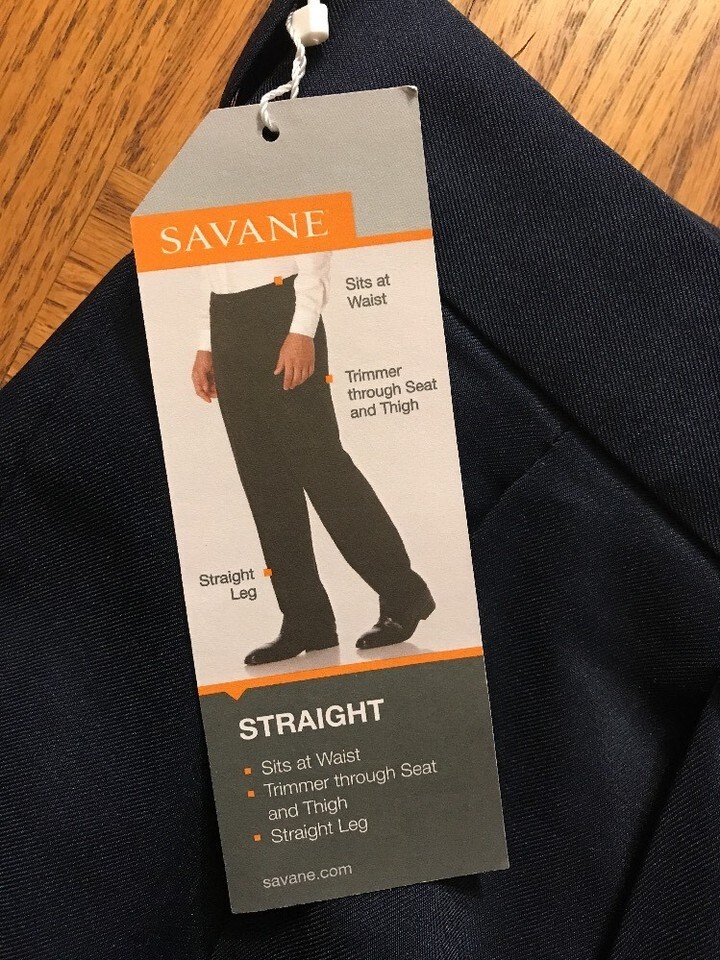 SAVANE
Sits at
Waist
Trimmer
through Seat
and Thigh
Straight
Leg
STRAIGHT
Sits at Waist
Trimmer through Seat
and Thigh
Straight Leg
savane.com